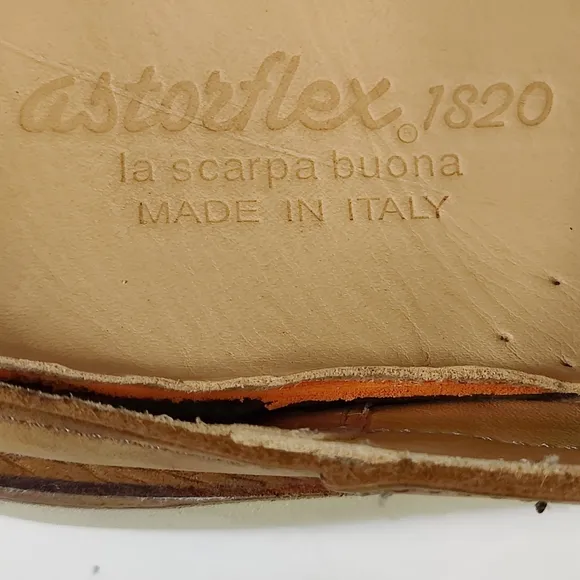 astorflex © 1820
la scarpa buona
MADE IN ITALY